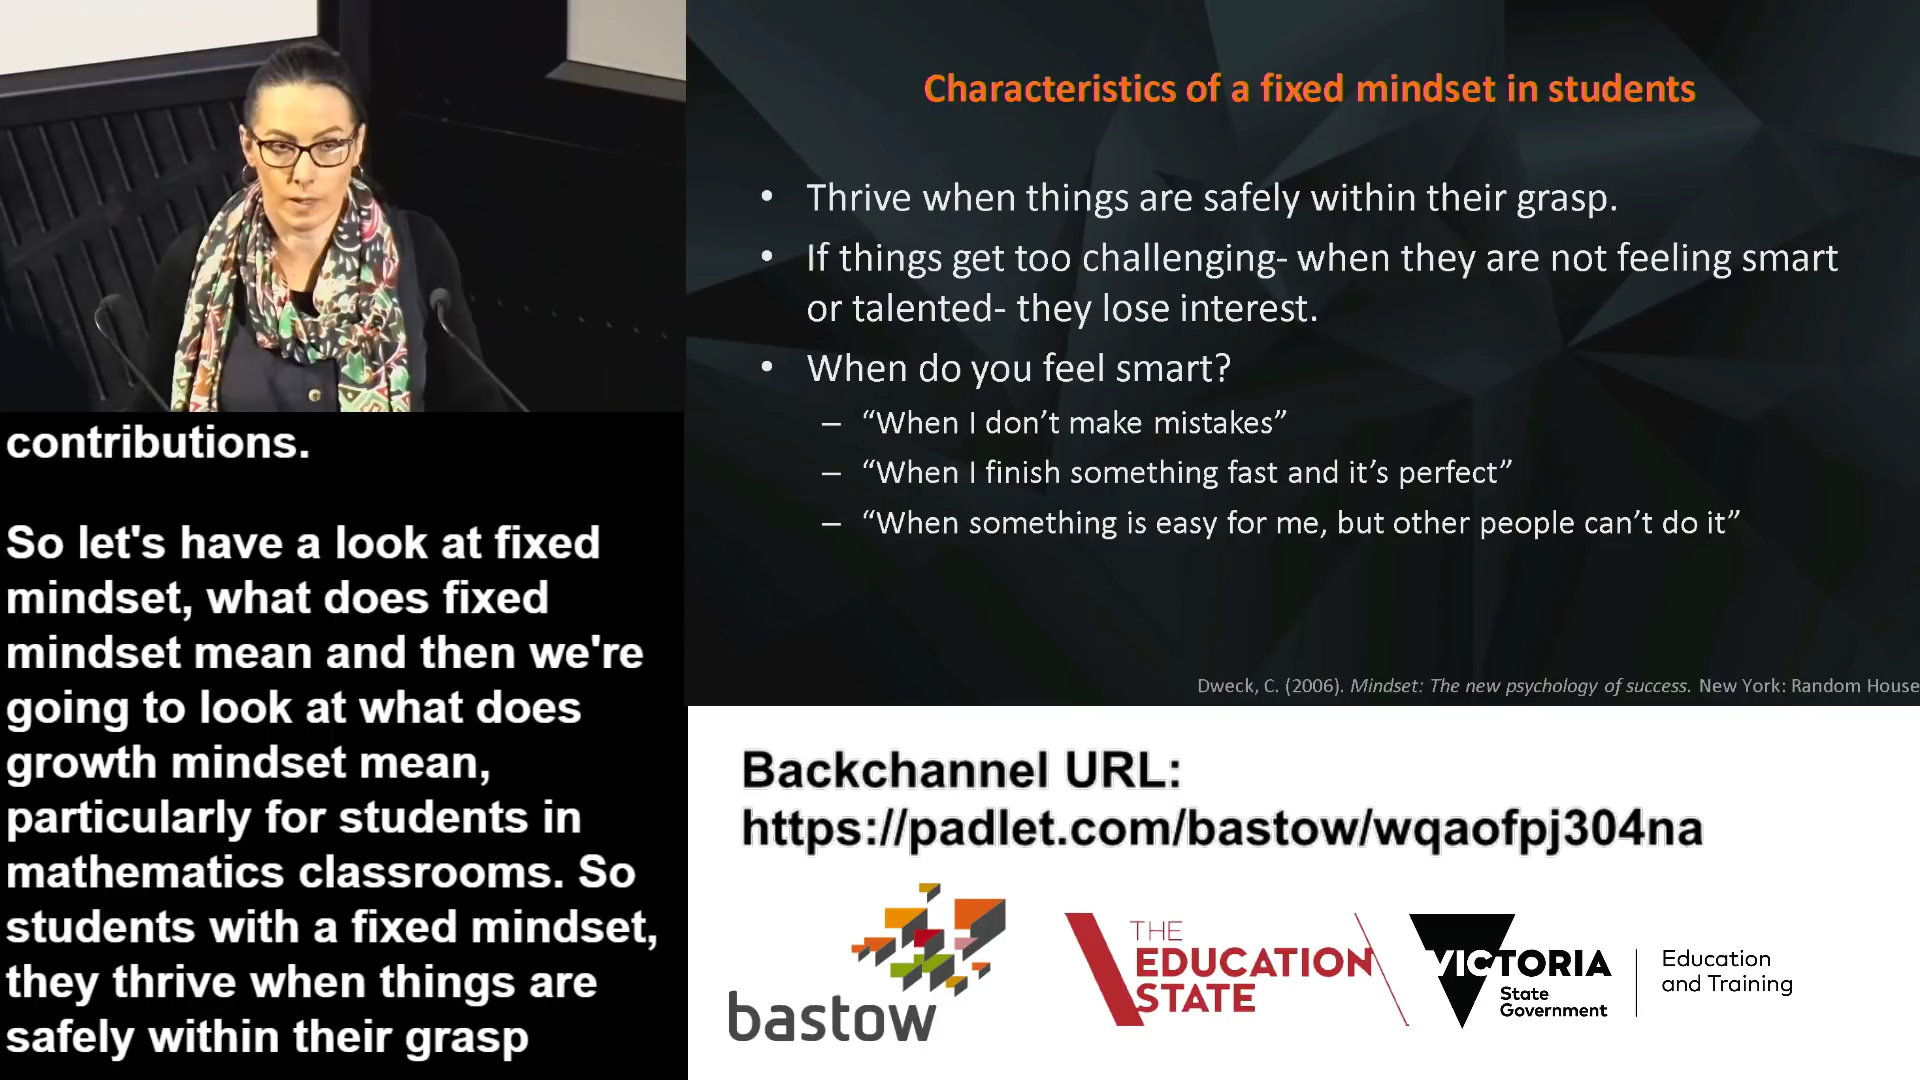 Characteristics of a fixed mindset in students
• Thrive when things are safely within their grasp.
• If things get too challenging- when they are not feeling smart
or talented- they lose interest.
• When do you feel smart?
– “When I don’t make mistakes”
– “When I finish something fast and it’s perfect”
– “When something is easy for me, but other people can’t do it”
Dweck, C. (2006). Mindset: The new psychology of success. New York: Random House
contributions.
So let's have a look at fixed
mindset, what does fixed
mindset mean and then we're
going to look at what does
growth mindset mean,
particularly for students in
mathematics classrooms. So
students with a fixed mindset,
they thrive when things are
safely within their grasp
Backchannel URL:
https://padlet.com/bastow/wqaofpj304na
bastow
THE
EDUCATION
STATE
VICTORIA
State
Government
Education
and Training